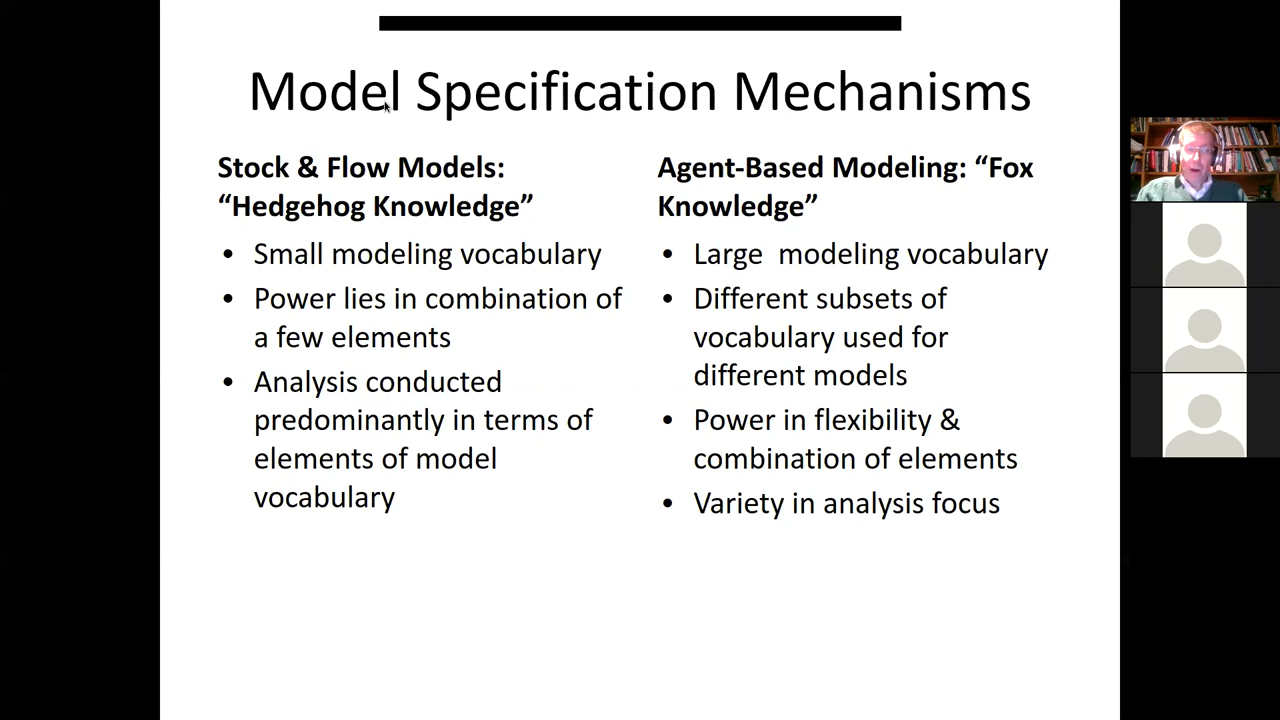 Model Specification Mechanisms
Stock & Flow Models:
“Hedgehog Knowledge”
• Small modeling vocabulary
• Power lies in combination of
a few elements
• Analysis conducted
predominantly in terms of
elements of model
vocabulary
Agent-Based Modeling: “Fox
Knowledge”
• Large  modeling vocabulary
• Different subsets of
vocabulary used for
different models
• Power in flexibility &
combination of elements
• Variety in analysis focus